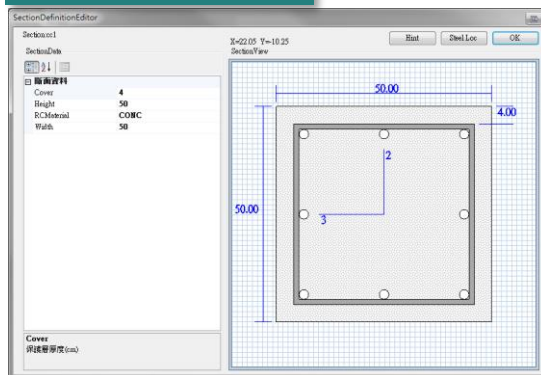 SectionDefinitionEditor
Section:cc1
X=22.05 Y=-10.25
Hint
Steel Loc
OK
SectionData
SectionView
斷面資料
Cover 4
Height 50
RCMaterial CONC
Width 50
50.00
4.00
2
50.00
3
Cover
保護層厚度(cm)